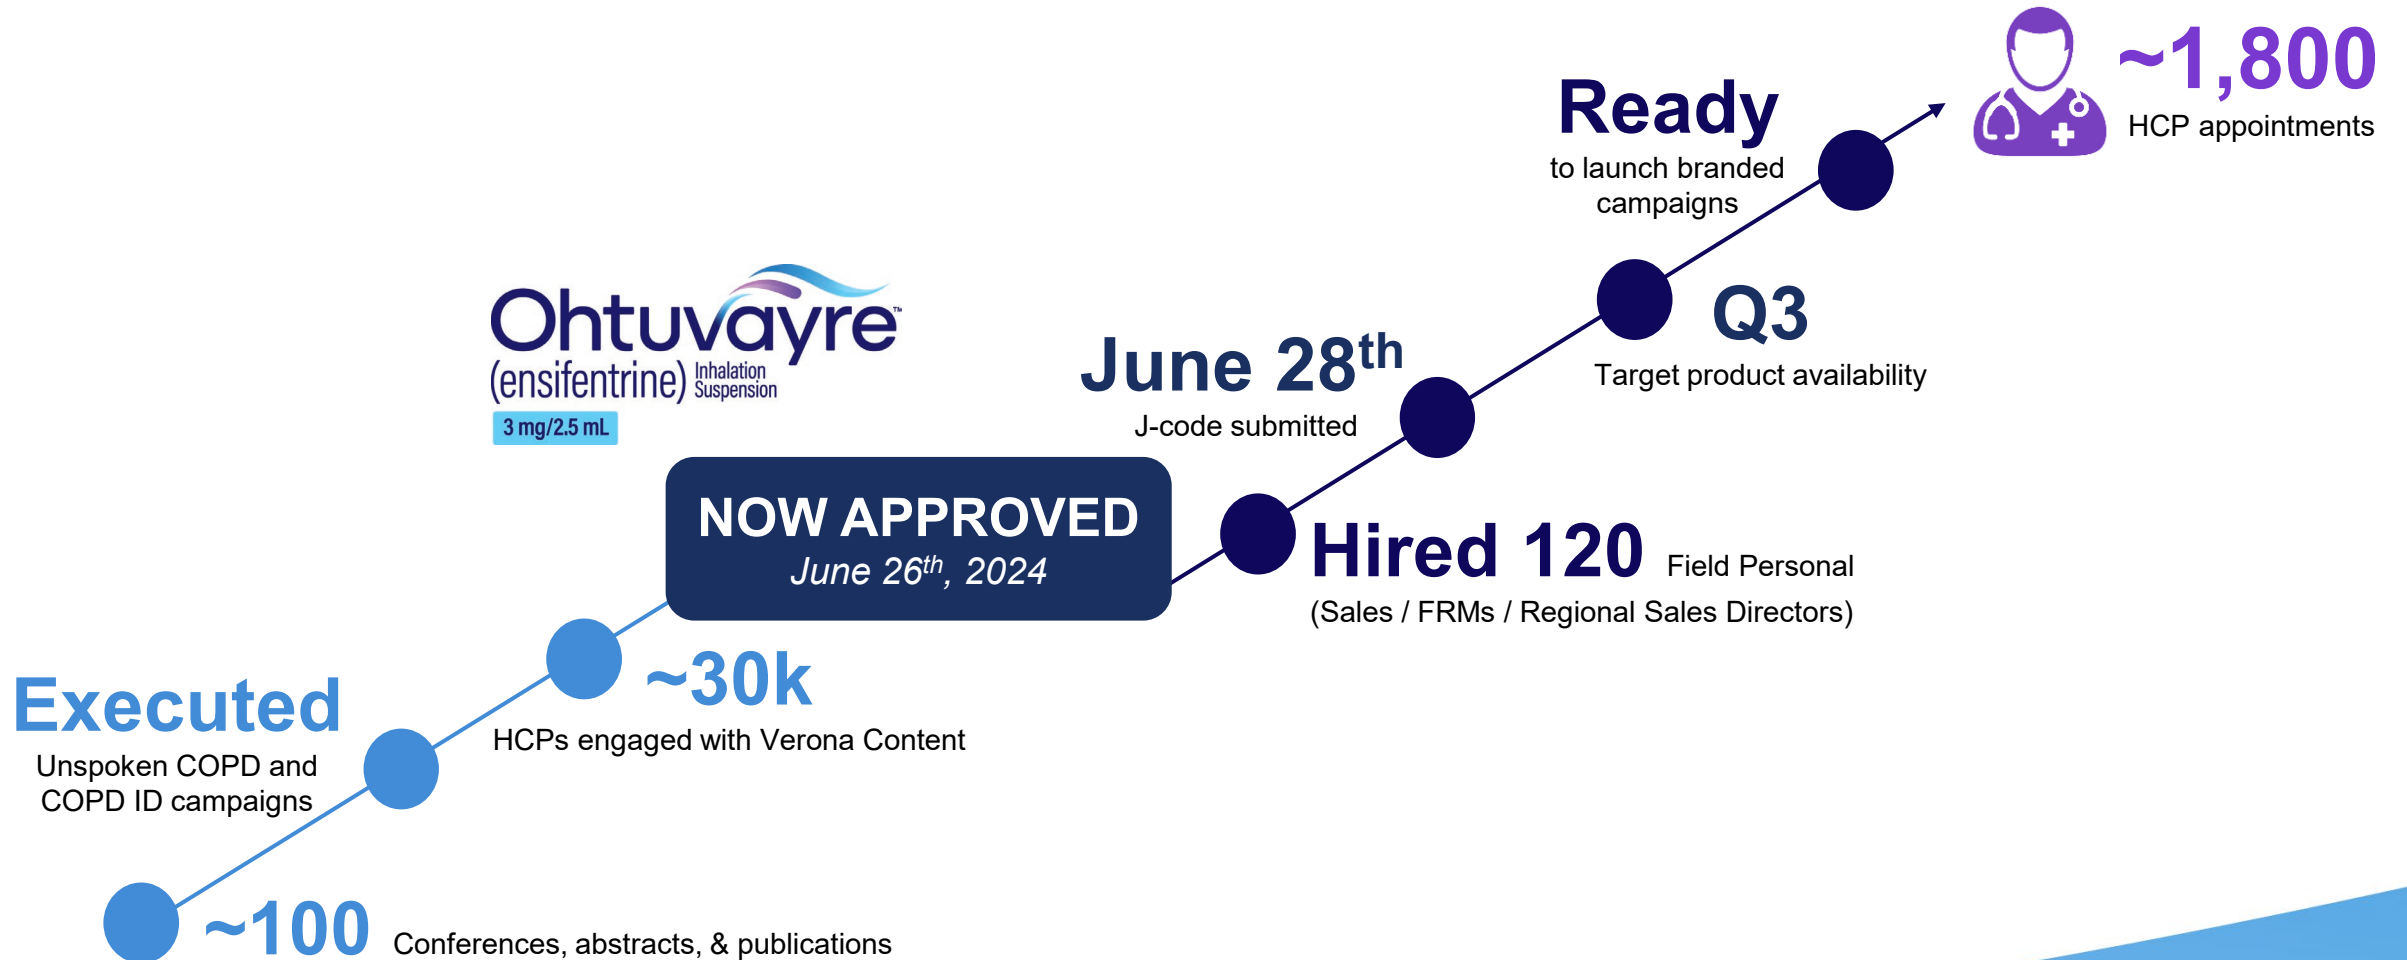 ~1,800
HCP appointments
Ready
to launch branded
campaigns
Ohtuvayre™
(ensifentrine) Inhalation
Suspension
3 mg/2.5 mL
Q3
Target product availability
June 28th
J-code submitted
NOW APPROVED
June 26th, 2024
Hired 120 Field Personal
(Sales / FRMs / Regional Sales Directors)
~30k
HCPs engaged with Verona Content
Executed
Unspoken COPD and
COPD ID campaigns
~100 Conferences, abstracts, & publications